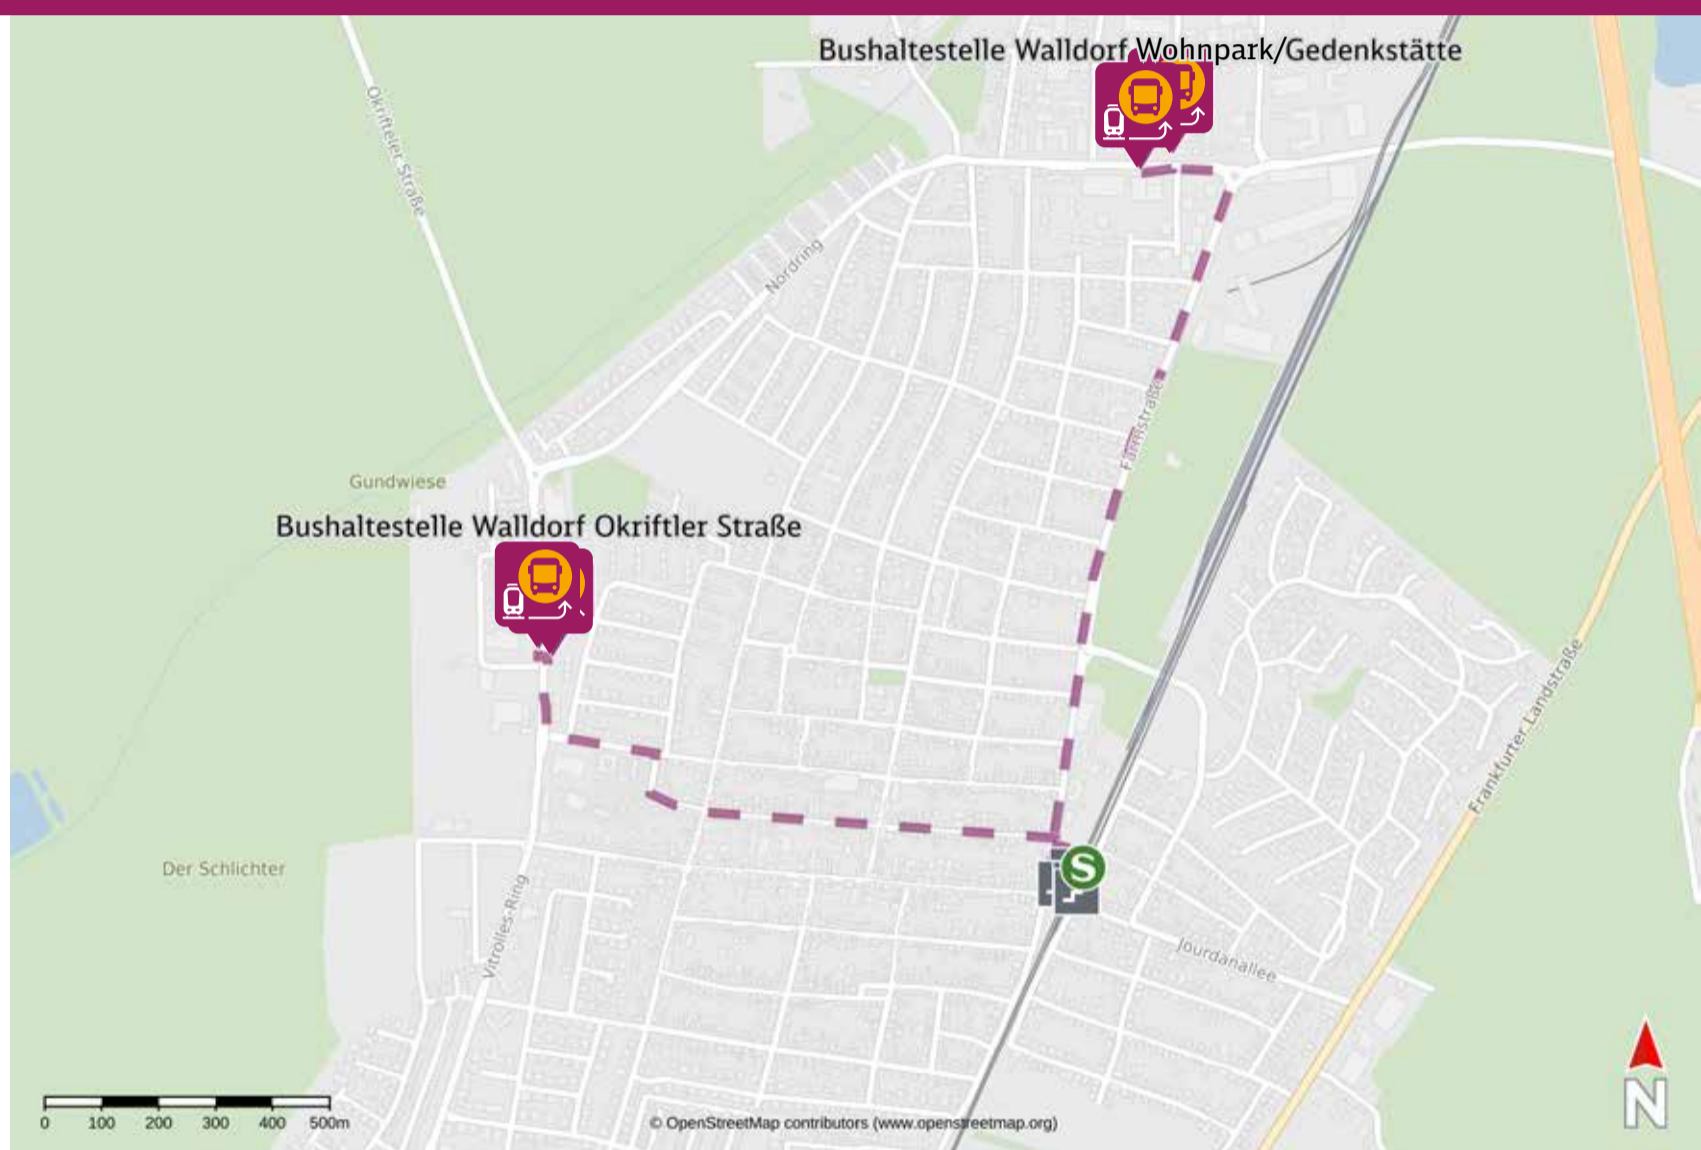 Bushaltestelle Walldorf Wohnpark/Gedenkstätte
Okrifteler Straße
Nordring
Farmstraße
Gundwiese
Bushaltestelle Walldorf Okriftler Straße
Frankfurter Landstraße
Der Schlichter
S
Vitrolles-Ring
Jourdanallee
0 100 200 300 400 500m
© OpenStreetMap contributors (www.openstreetmap.org)
N